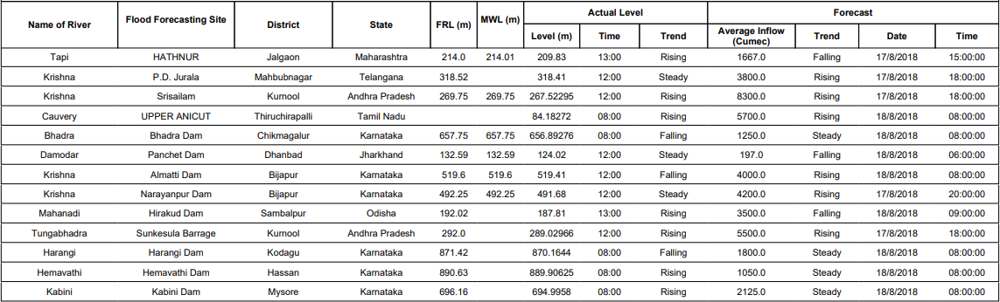 Name of River Flood Forecasting Site District State FRL (m) MWL (m) Actual Level Forecast
Level (m) Time Trend Average Inflow (Cumec) Trend Date Time
Tapi HATHNUR Jalgaon Maharashtra 214.0 214.01 209.83 13:00 Rising 1667.0 Falling 17/8/2018 15:00:00
Krishna P.D. Jurala Mahbubnagar Telangana 318.52 318.41 12:00 Steady 3800.0 Rising 17/8/2018 18:00:00
Krishna Srisailam Kurnool Andhra Pradesh 269.75 269.75 267.52295 12:00 Rising 8300.0 Rising 17/8/2018 18:00:00
Cauvery UPPER ANICUT Thiruchirapalli Tamil Nadu 84.18272 08:00 Rising 5700.0 Rising 18/8/2018 08:00:00
Bhadra Bhadra Dam Chikmagalur Karnataka 657.75 657.75 656.89276 08:00 Falling 1250.0 Steady 18/8/2018 08:00:00
Damodar Panchet Dam Dhanbad Jharkhand 132.59 132.59 124.02 12:00 Steady 197.0 Falling 18/8/2018 06:00:00
Krishna Almatti Dam Bijapur Karnataka 519.6 519.6 519.41 12:00 Falling 4000.0 Rising 18/8/2018 08:00:00
Krishna Narayanpur Dam Bijapur Karnataka 492.25 492.25 491.68 12:00 Steady 4200.0 Rising 17/8/2018 20:00:00
Mahanadi Hirakud Dam Sambalpur Odisha 192.02 187.81 13:00 Rising 3500.0 Falling 18/8/2018 09:00:00
Tungabhadra Sunkesula Barrage Kurnool Andhra Pradesh 292.0 289.02966 12:00 Rising 5500.0 Rising 17/8/2018 18:00:00
Harangi Harangi Dam Kodagu Karnataka 871.42 870.1644 08:00 Falling 1800.0 Steady 18/8/2018 08:00:00
Hemavathi Hemavathy Dam Hassan Karnataka 890.63 889.90625 08:00 Rising 1050.0 Steady 18/8/2018 08:00:00
Kabini Kabini Dam Mysore Karnataka 696.16 694.9958 08:00 Rising 2125.0 Steady 18/8/2018 08:00:00